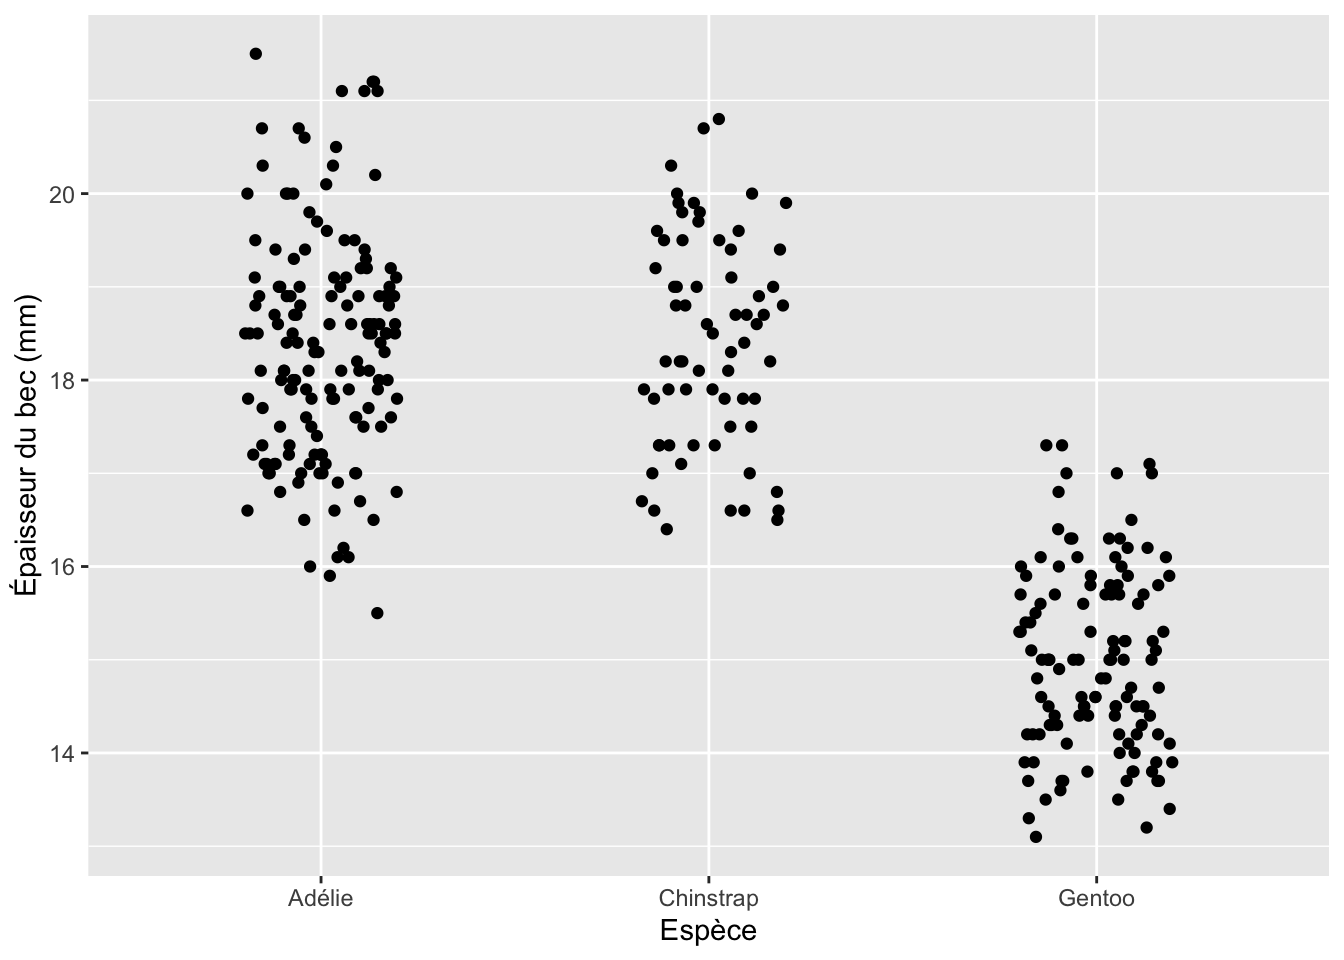 Épaisseur du bec (mm)
20
18
16
14
Adélie
Chinstrap
Gentoo
Espèce